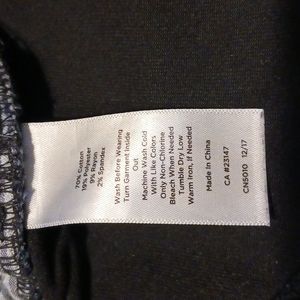 70% Cotton
19% Polyester
9% Rayon
2% Spandex
Wash Before Wearing
Turn Garment Inside
Out
Machine Wash Cold
With Like Colors
Only Non-Chlorine
Bleach When Needed
Tumble Dry Low
Warm Iron, If Needed
Made in China
CA #23147
CN5010 12/17